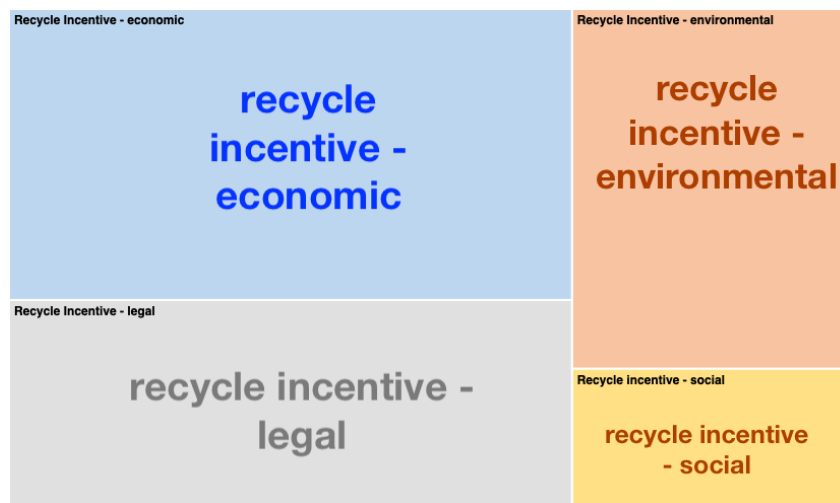 Recycle Incentive - economic
recycle
incentive -
economic
Recycle Incentive - environmental
recycle
incentive -
environmental
Recycle Incentive - legal
recycle incentive -
legal
Recycle incentive - social
recycle incentive
- social